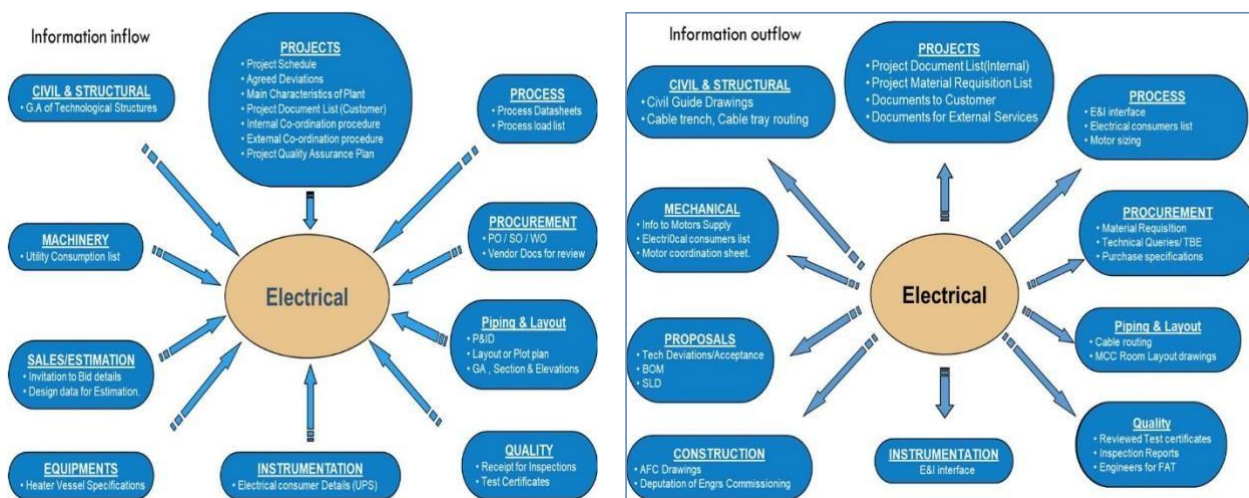 Information inflow
PROJECTS
• Project Schedule
• Agreed Deviations
• Main Characteristics of Plant
• Project Document List (Customer)
• Internal Co-ordination procedure
• External Co-ordination procedure
• Project Quality Assurance Plan
CIVIL & STRUCTURAL
• G.A of Technological Structures
PROCESS
• Process Datasheets
• Process load list
MACHINERY
• Utility Consumption list
PROCUREMENT
• PO / SO / WO
• Vendor Docs for review
Electrical
SALES/ESTIMATION
• Invitation to Bid details
• Design data for Estimation.
Piping & Layout
• P&ID
• Layout or Plot plan
• GA , Section & Elevations
EQUIPMENTS
• Heater Vessel Specifications
INSTRUMENTATION
• Electrical consumer Details (UPS)
QUALITY
• Receipt for Inspections
• Test Certificates
Information outflow
PROJECTS
• Project Document List(Internal)
• Project Material Requisition List
• Documents to Customer
• Documents for External Services
CIVIL & STRUCTURAL
• Civil Guide Drawings
• Cable trench, Cable tray routing
PROCESS
• E&I interface
• Electrical consumers list
• Motor sizing
MECHANICAL
• Info to Motors Supply
• Electri0cal consumers list
• Motor coordination sheet.
PROCUREMENT
• Material Requisition
• Technical Queries/ TBE
• Purchase specifications
Electrical
PROPOSALS
• Tech Deviations/Acceptance
• BOM
• SLD
Piping & Layout
• Cable routing
• MCC Room Layout drawings
CONSTRUCTION
• AFC Drawings
• Deputation of Engrs Commissioning
INSTRUMENTATION
E&I interface
Quality
• Reviewed Test certificates
• Inspection Reports
• Engineers for FAT